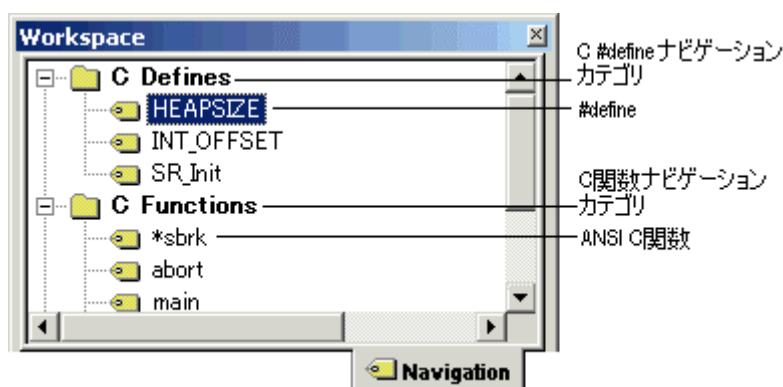 Workspace
C Defines
HEAPSIZE
INT_OFFSET
SR_Init
C Functions
*sbrk
abort
main
Navigation
C #defineナビゲーション
カテゴリ
#define
C関数ナビゲーション
カテゴリ
ANSI C関数